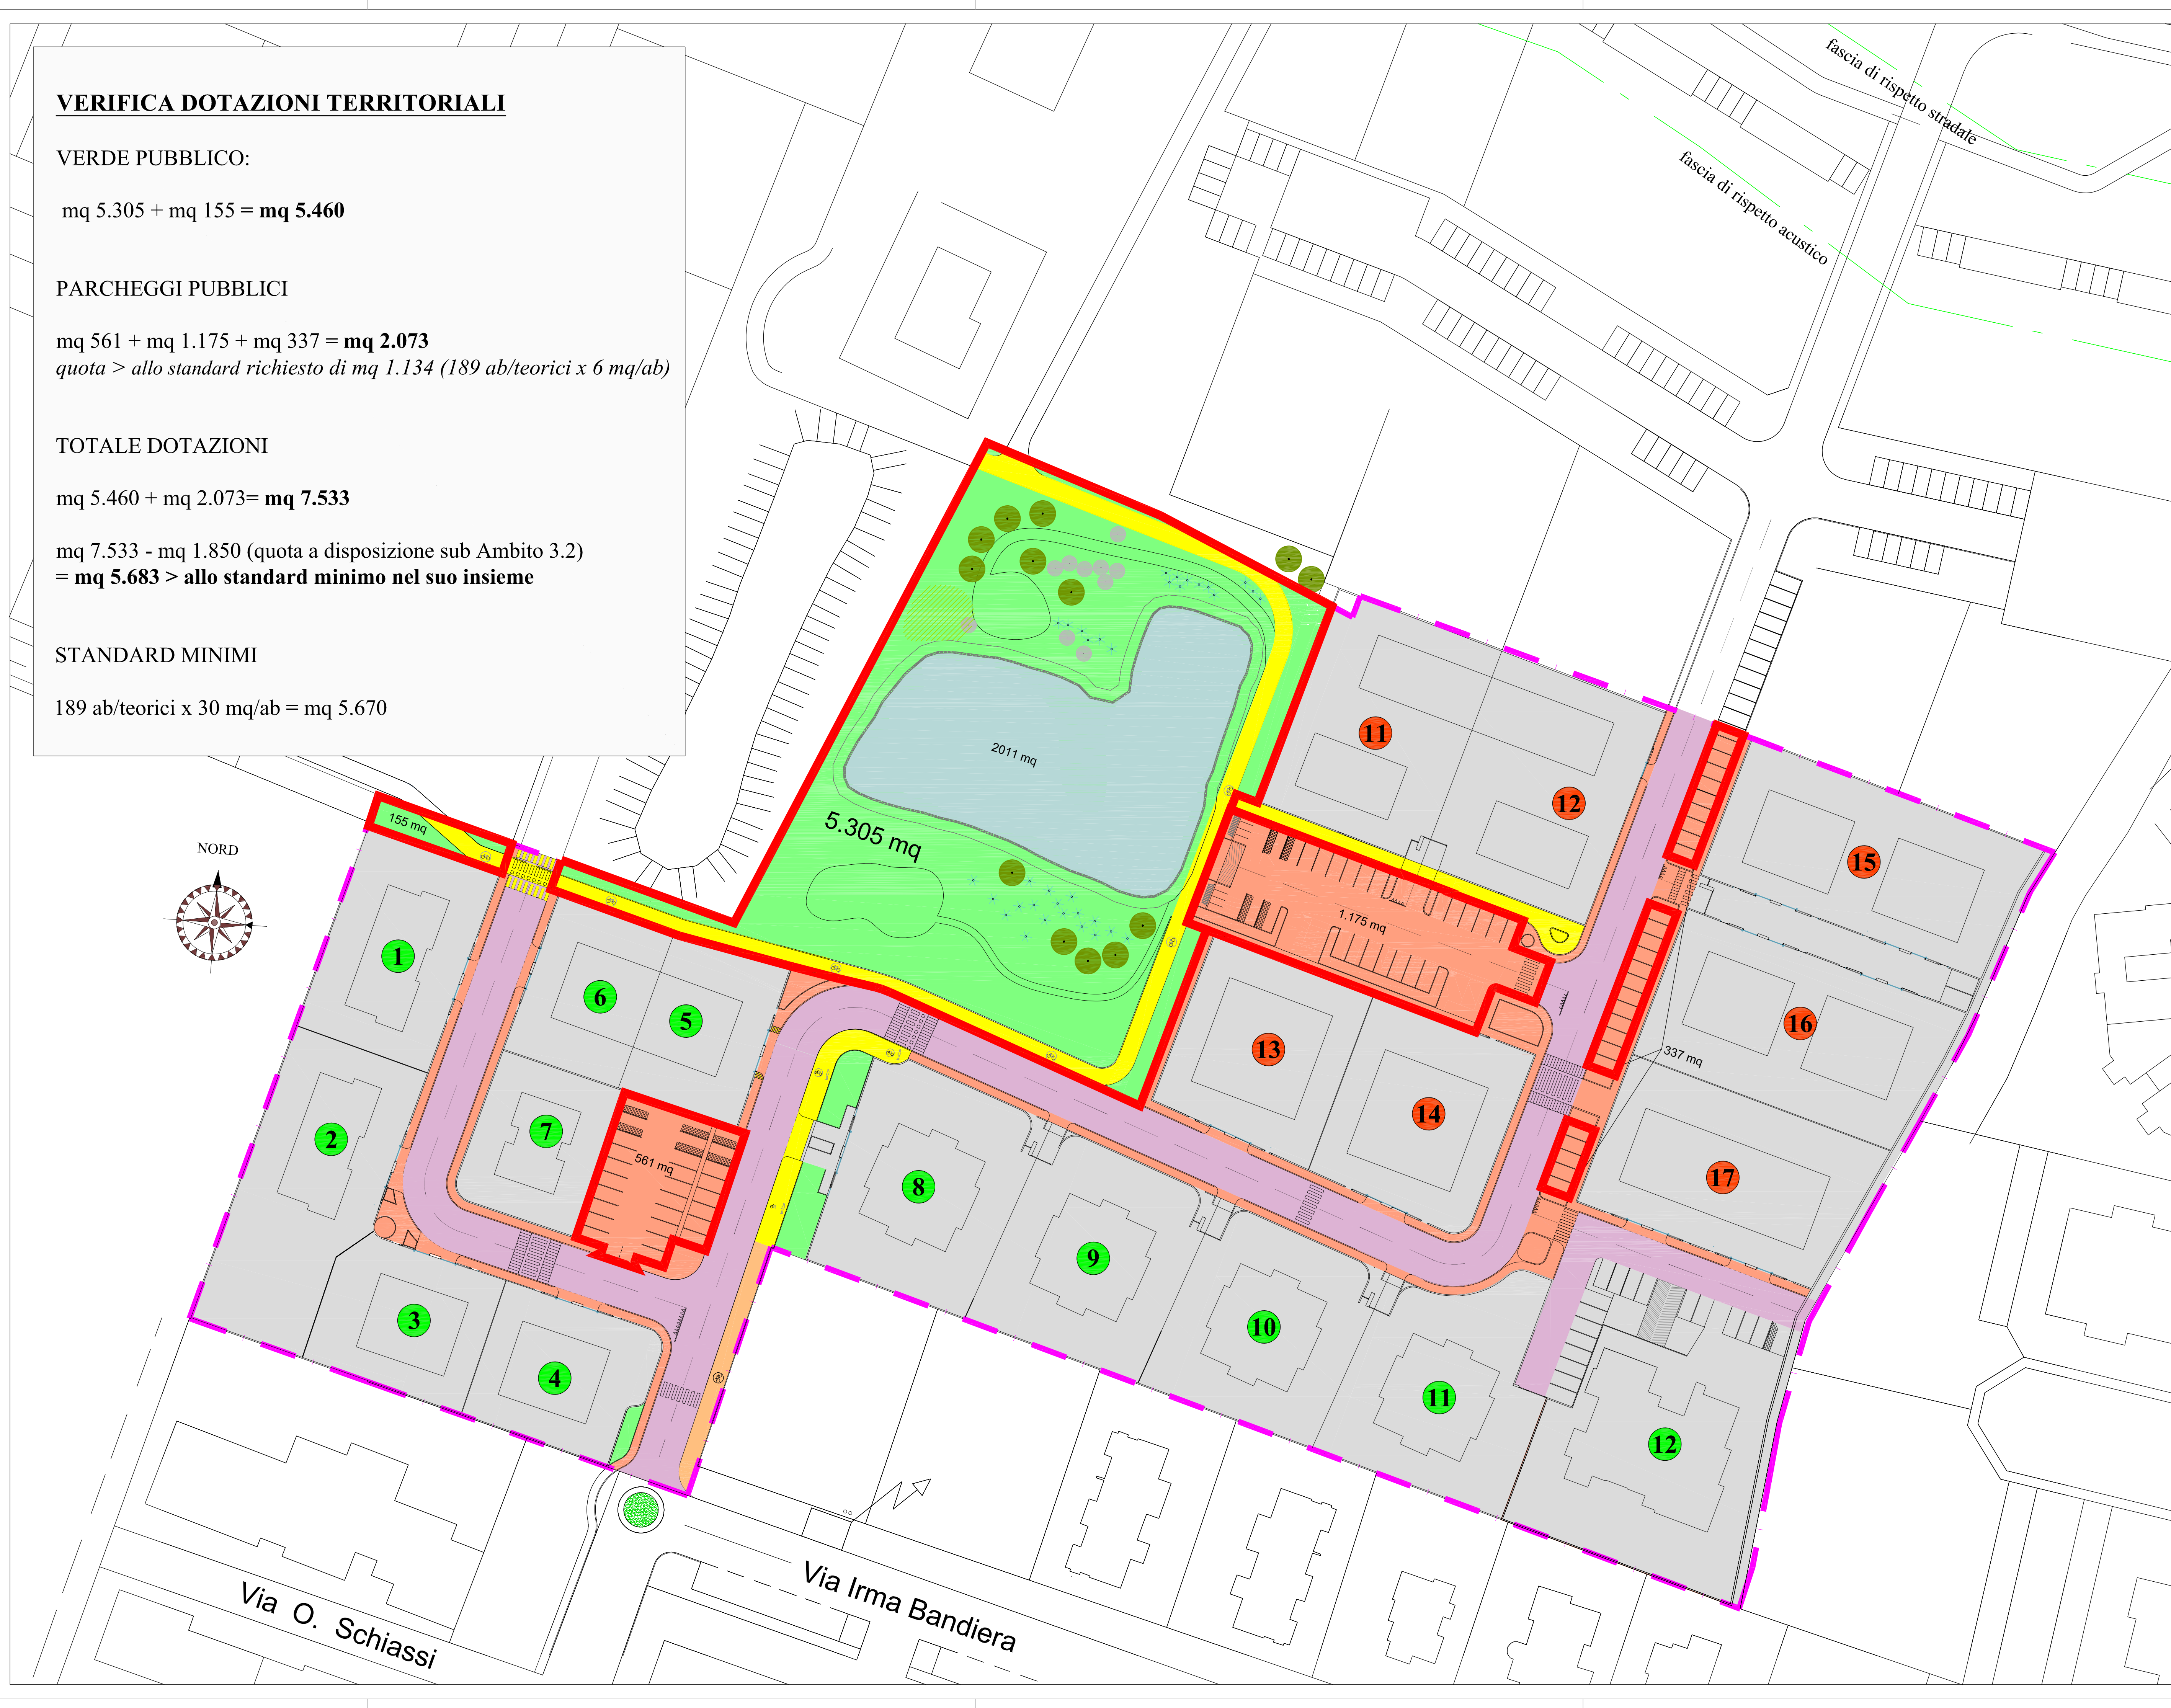 VERIFICA DOTAZIONI TERRITORIALI
VERDE PUBBLICO:
mq 5.305 + mq 155 = mq 5.460
PARCHEGGI PUBBLICI
mq 561 + mq 1.175 + mq 337 = mq 2.073
quota > allo standard richiesto di mq 1.134 (189 ab/teorici x 6 mq/ab)
TOTALE DOTAZIONI
mq 5.460 + mq 2.073= mq 7.533
mq 7.533 - mq 1.850 (quota a disposizione sub Ambito 3.2)
= mq 5.683 > allo standard minimo nel suo insieme
STANDARD MINIMI
189 ab/teorici x 30 mq/ab = mq 5.670
fascia di rispetto stradale
fascia di rispetto acustico
2011 mq
5.305 mq
155 mq
NORD
11
12
15
1.175 mq
1
6
5
13
16
337 mq
14
2
7
561 mq
8
17
9
3
10
4
11
12
Via Irma Bandiera
Via O. Schiassi